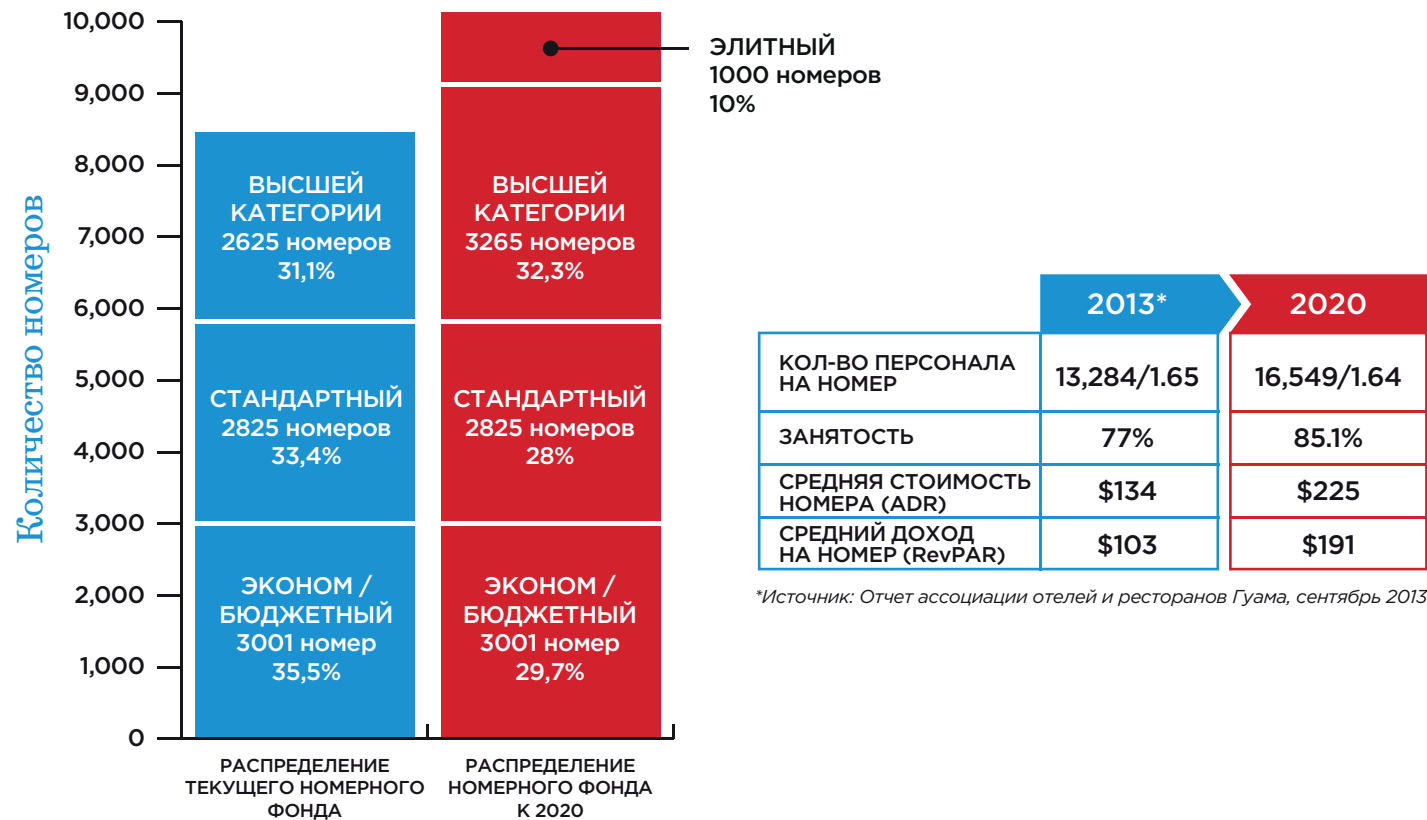 Количество номеров
10,000
9,000
8,000
7,000
6,000
5,000
4,000
3,000
2,000
1,000
0
ВЫСШЕЙ
КАТЕГОРИИ
2625 номеров
31,1%
СТАНДАРТНЫЙ
2825 номеров
33,4%
ЭКОНОМ /
БЮДЖЕТНЫЙ
3001 номер
35,5%
РАСПРЕДЕЛЕНИЕ
ТЕКУЩЕГО НОМЕРНОГО
ФОНДА
ЭЛИТНЫЙ
1000 номеров
10%
ВЫСШЕЙ
КАТЕГОРИИ
3265 номеров
32,3%
СТАНДАРТНЫЙ
2825 номеров
28%
ЭКОНОМ /
БЮДЖЕТНЫЙ
3001 номер
29,7%
РАСПРЕДЕЛЕНИЕ
НОМЕРНОГО ФОНДА
К 2020
2013* 2020
КОЛ-ВО ПЕРСОНАЛА
НА НОМЕР
13,284/1.65 16,549/1.64
ЗАНЯТОСТЬ 77% 85.1%
СРЕДНЯЯ СТОИМОСТЬ
НОМЕРА (ADR)
$134 $225
СРЕДНИЙ ДОХОД
НА НОМЕР (RevPAR)
$103 $191
*Источник: Отчет ассоциации отелей и ресторанов Гуама, сентябрь 2013